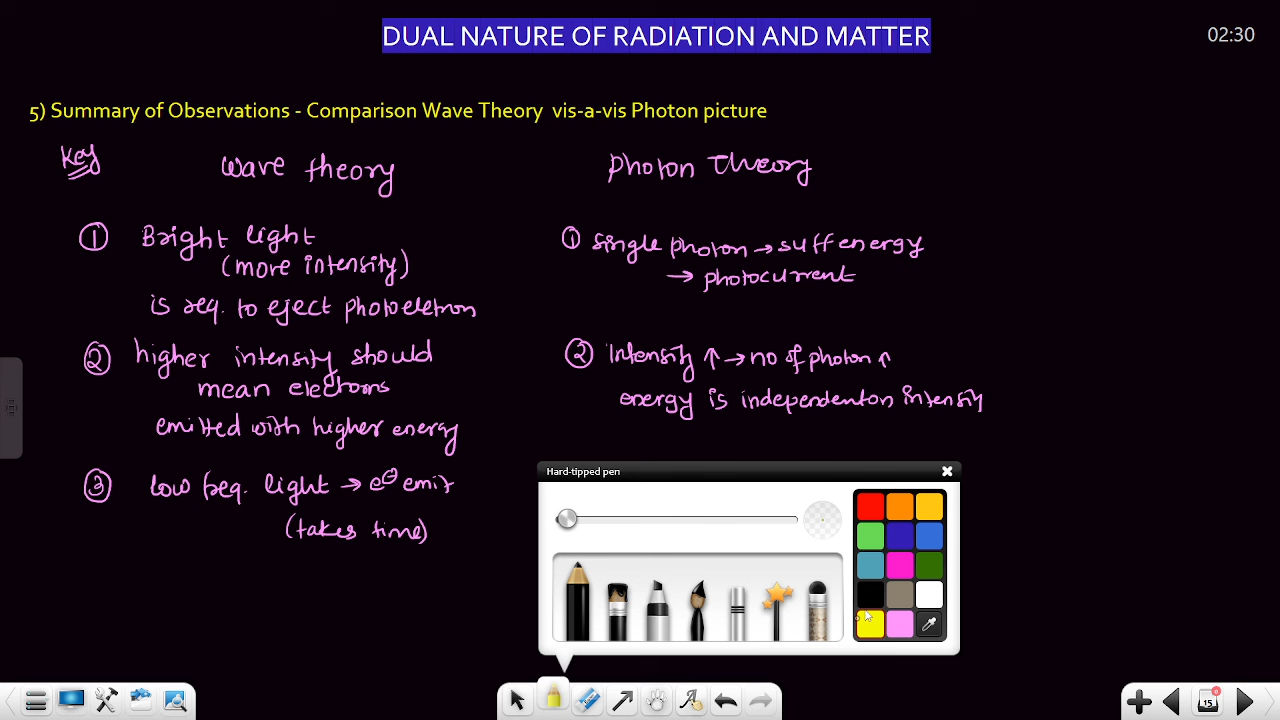 DUAL NATURE OF RADIATION AND MATTER
02:30
5) Summary of Observations - Comparison Wave Theory vis-a-vis Photon picture
Key
Wave theory
Photon Theory
① Bright light
(more intensity)
is req. to eject photoeletron
② higher intensity should
mean electrons
emitted with higher energy
③ low freq. light → e⊖ emit
(takes time)
① Single photon → suff energy
→ photocurrent
② Intensity ↑ → no of photon ↑
energy is independent on intensity
Hard-tipped pen
15